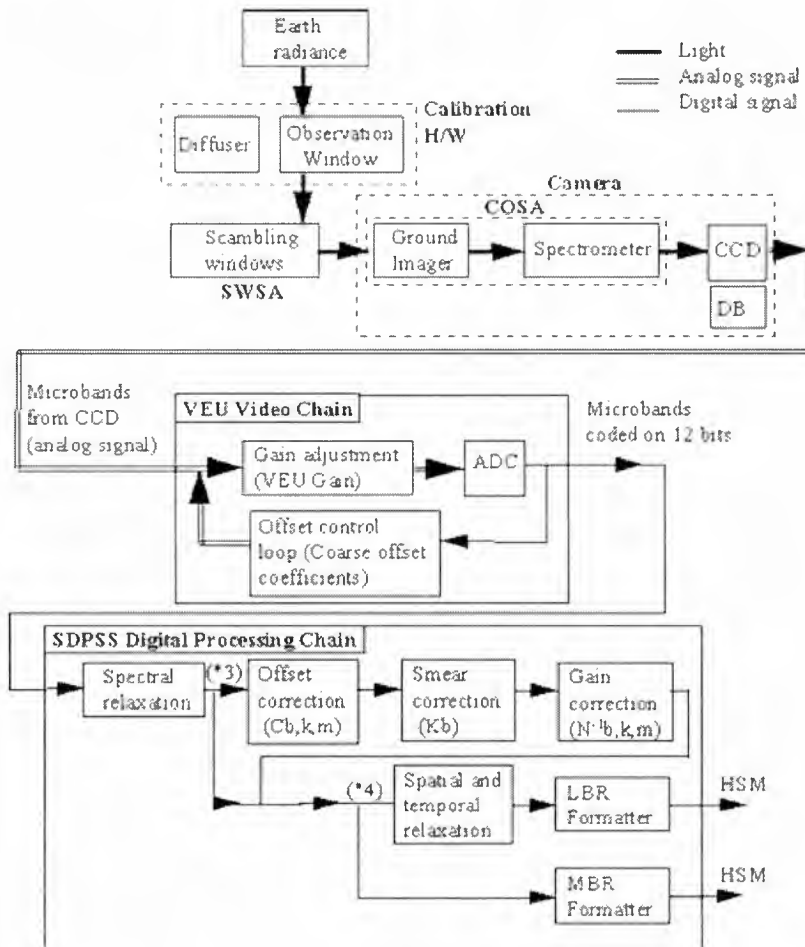 Earth
radiance
Light
Analog signal
Digital signal
Calibration
H/W
Diffuser
Observation
Window
Camera
COSA
Scambling
windows
SWSA
Ground
Imager
Spectrometer
CCD
DB
Microbands
from CCD
(analog signal)
VEU Video Chain
Microbands
coded on 12 bits
Gain adjustment
(VEU Gain)
ADC
Offset control
loop (Coarse offset
coefficients)
SDPSS Digital Processing Chain
Spectral
relaxation
(*3)
Offset
correction
(Cb,k,m)
Smear
correction
(Kb)
Gain
correction
(N⁻¹b,k,m)
(*4)
Spatial and
temporal
relaxation
LBR
Formatter
HSM
MBR
Formatter
HSM